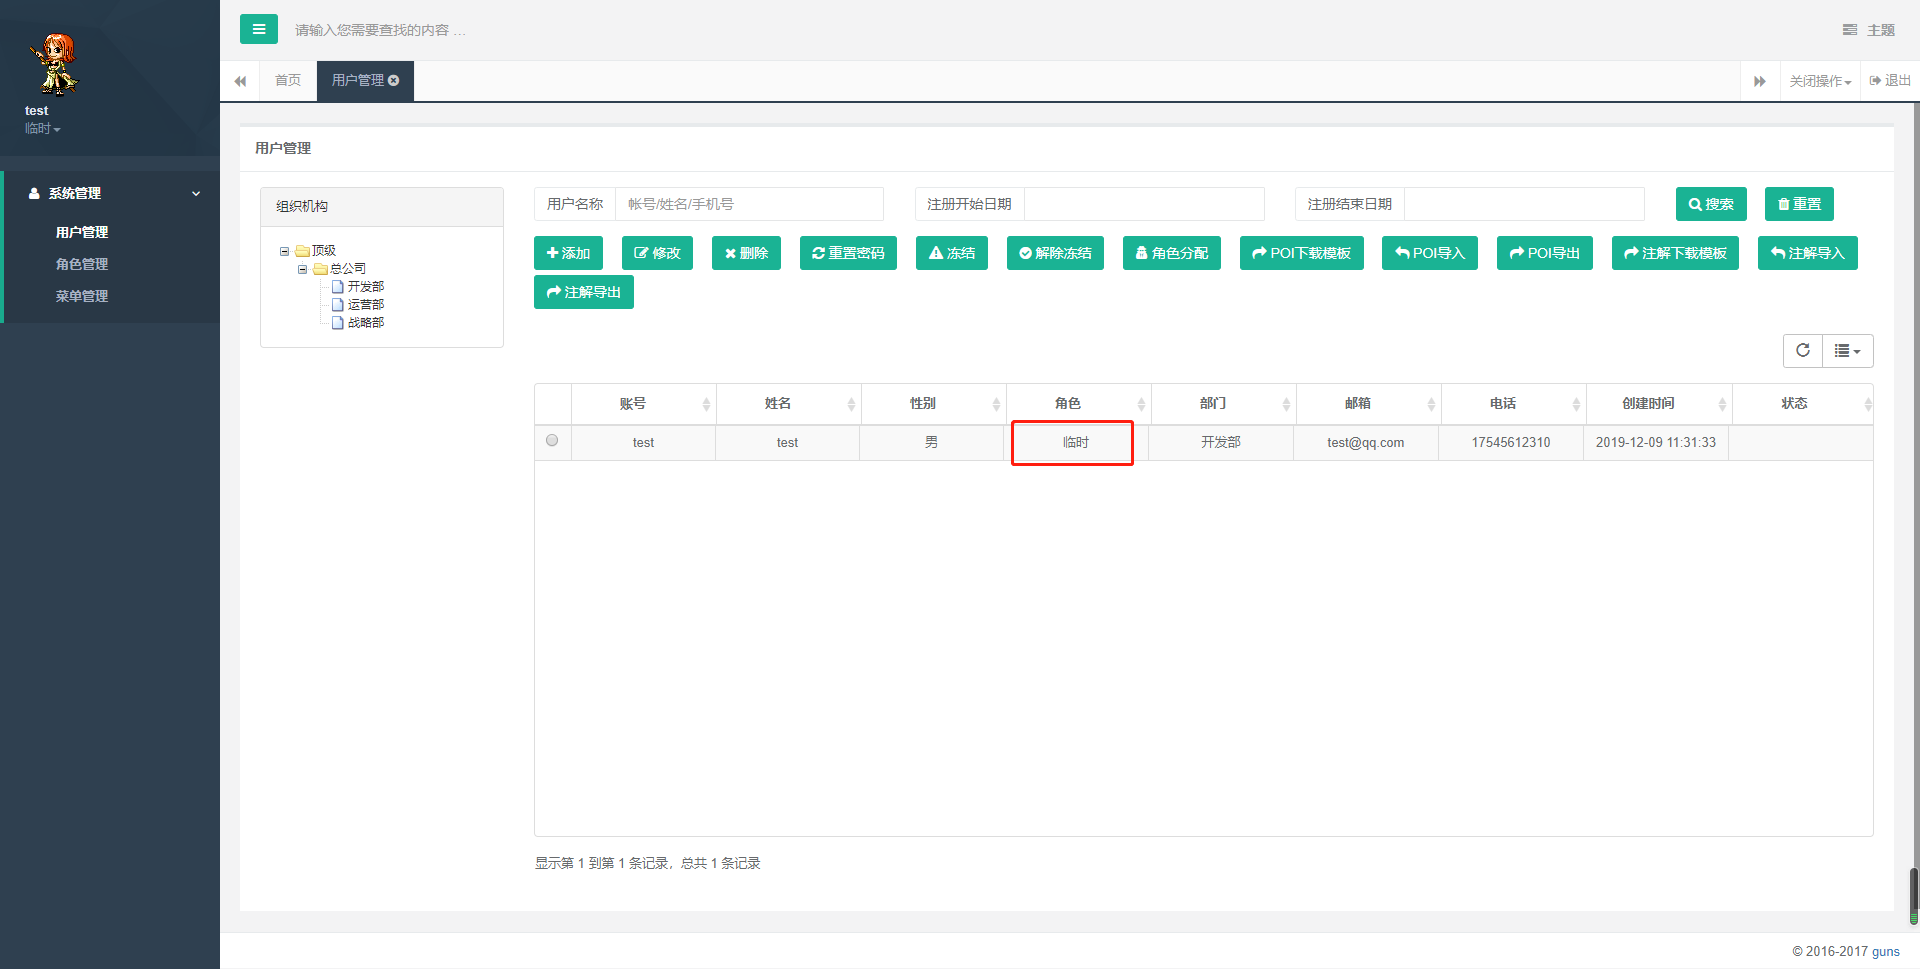 请输入您需要查找的内容 …
主题
test
临时
首页
用户管理
关闭操作
退出
系统管理
用户管理
角色管理
菜单管理
用户管理
组织机构
顶级
总公司
开发部
运营部
战略部
用户名称 帐号/姓名/手机号 注册开始日期 注册结束日期 搜索 重置
添加 修改 删除 重置密码 冻结 解除冻结 角色分配 POI下载模板 POI导入 POI导出 注解下载模板 注解导入
注解导出
账号 姓名 性别 角色 部门 邮箱 电话 创建时间 状态
test test 男 临时 开发部 test@qq.com 17545612310 2019-12-09 11:31:33
显示第 1 到第 1 条记录，总共 1 条记录
© 2016-2017 guns